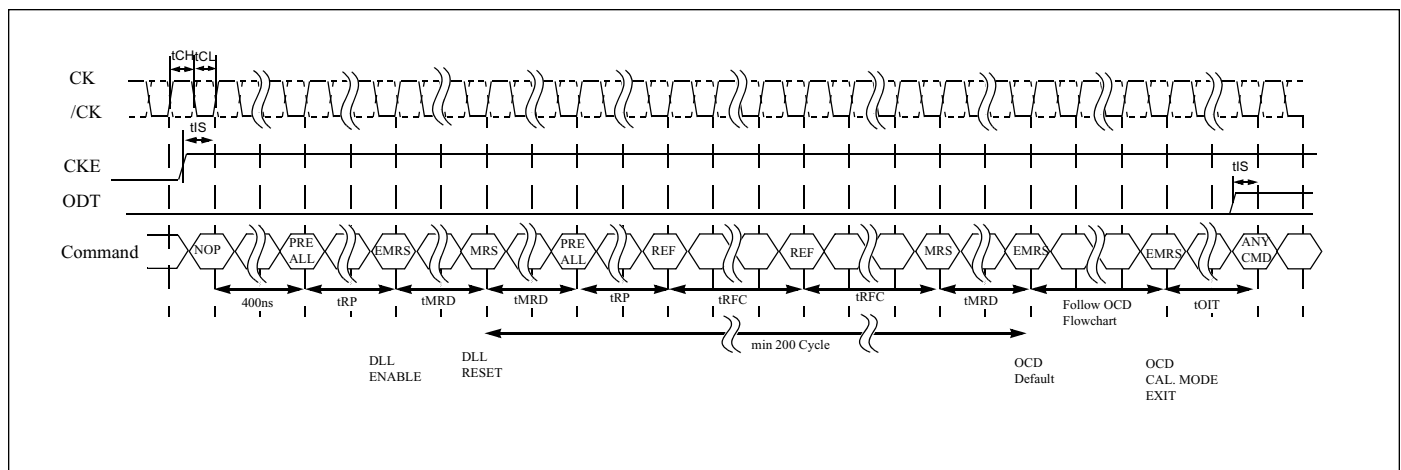 tCH tCL
CK
/CK
tIS
CKE
tIS
ODT
Command
NOP
PRE
ALL
EMRS
MRS
PRE
ALL
REF
REF
MRS
EMRS
EMRS
ANY
CMD
400ns
tRP
tMRD
tMRD
tRP
tRFC
tRFC
tMRD
Follow OCD
Flowchart
tOIT
min 200 Cycle
DLL
ENABLE
DLL
RESET
OCD
Default
OCD
CAL. MODE
EXIT